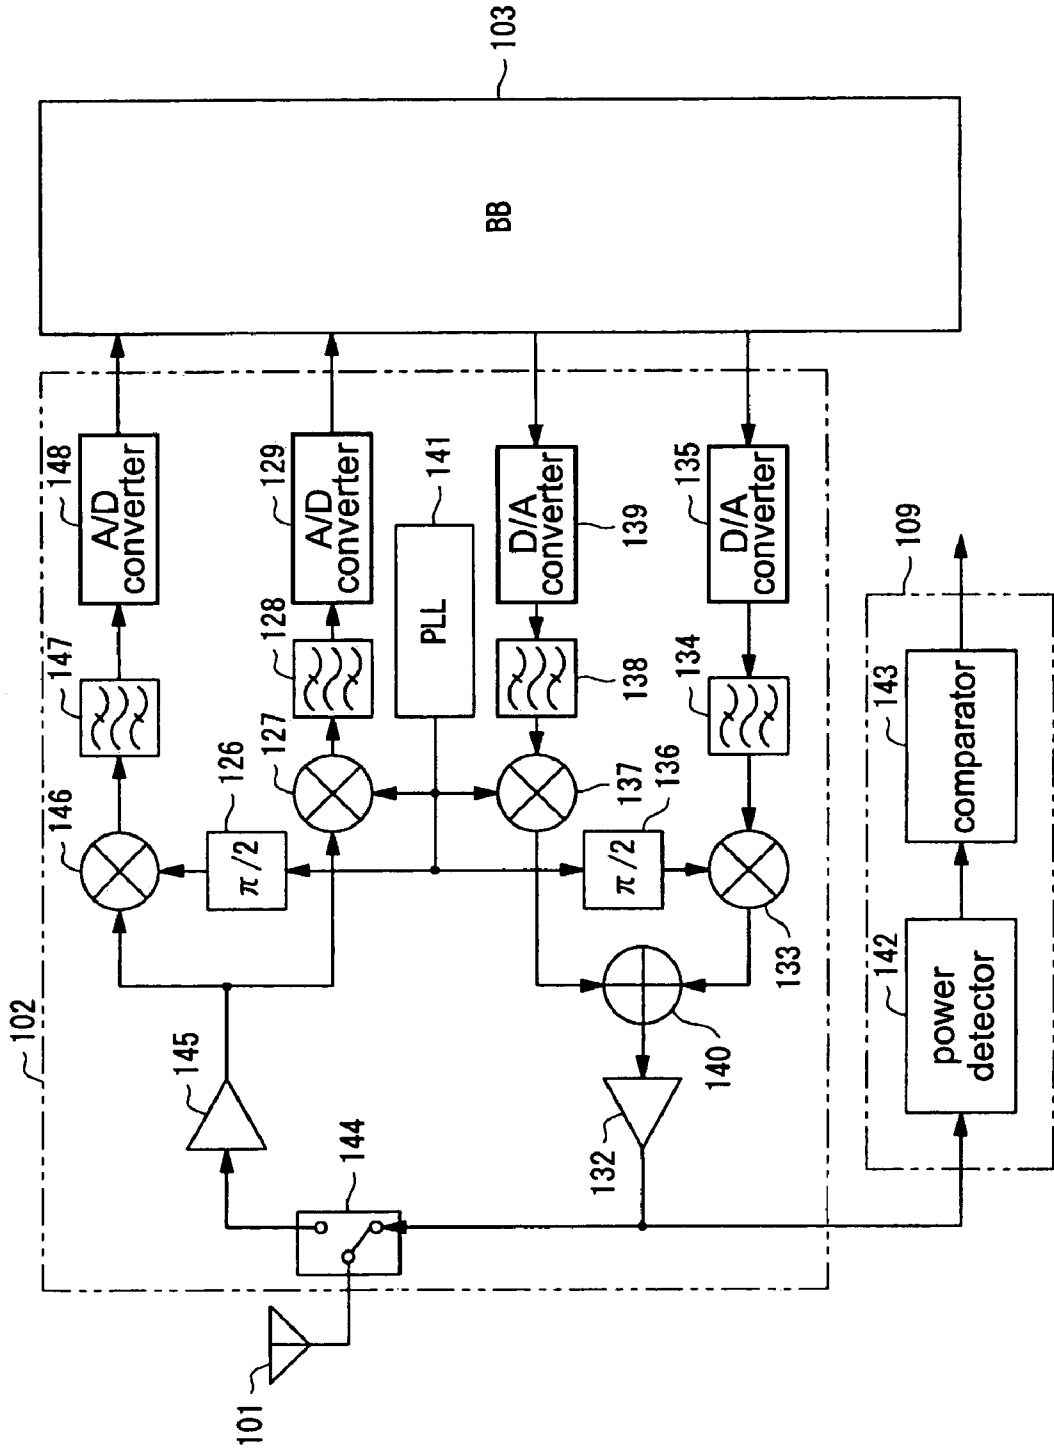 103
BB
102
148
A/D
converter
147
146
129
A/D
converter
128
127
126
π/2
141
PLL
139
D/A
converter
138
137
136
π/2
135
D/A
converter
134
133
140
132
145
144
101
109
143
comparator
142
power
detector